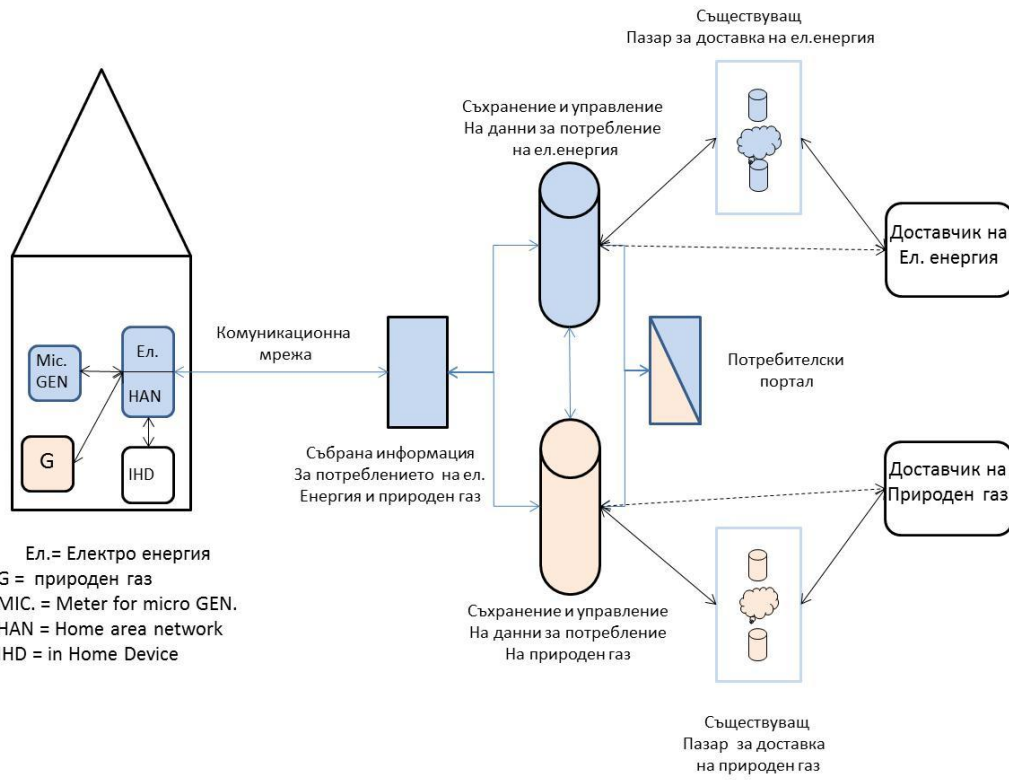 Съществуващ
Пазар за доставка на ел.енергия
Съхранение и управление
На данни за потребление
на ел.енергия
Доставчик на
Ел. енергия
Комуникационна
мрежа
Mic.
GEN
Ел.
HAN
G
IHD
Потребителски
портал
Събрана информация
За потреблението на ел.
Енергия и природен газ
Доставчик на
Природен газ
Ел.= Електро енергия
G = природен газ
MIC. = Meter for micro GEN.
HAN = Home area network
IHD = in Home Device
Съхранение и управление
На данни за потребление
На природен газ
Съществуващ
Пазар за доставка
на природен газ